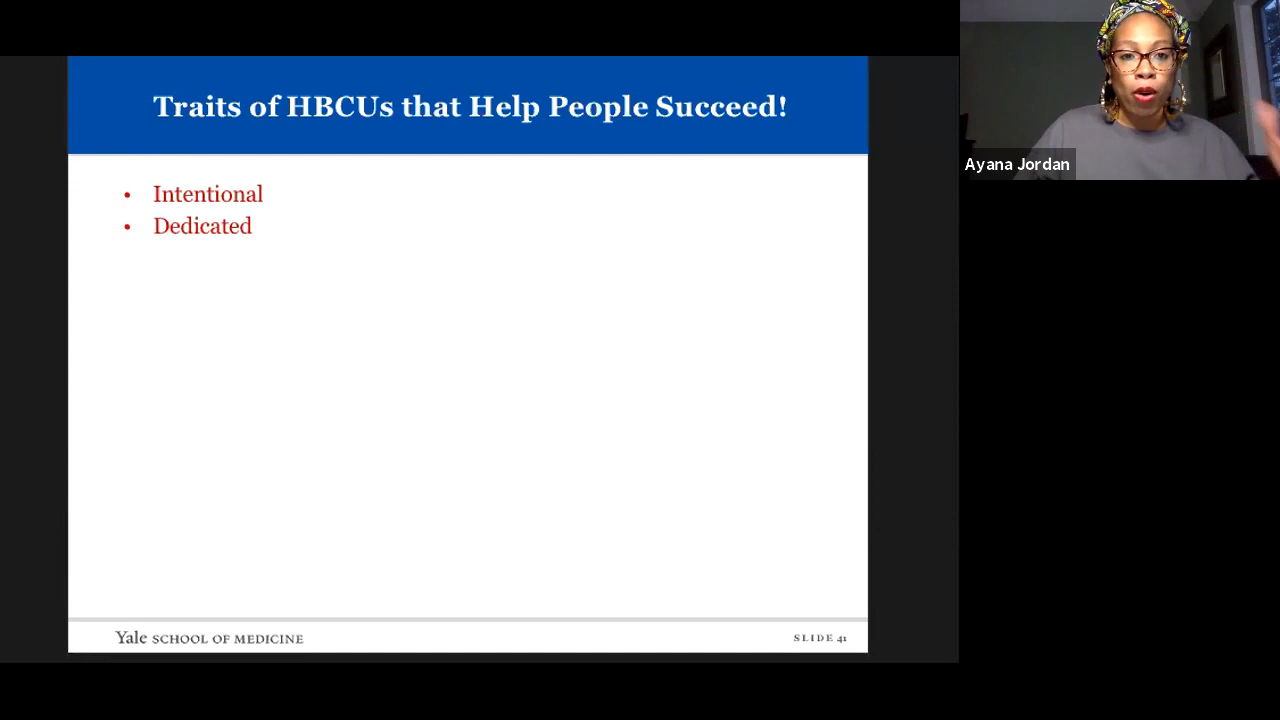 Traits of HBCUs that Help People Succeed!
• Intentional
• Dedicated
Yale SCHOOL OF MEDICINE
SLIDE 41
Ayana Jordan